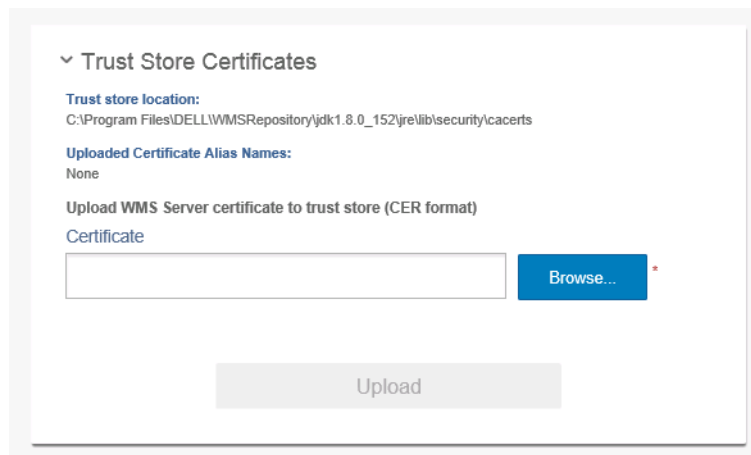 Trust Store Certificates
Trust store location:
C:\Program Files\DELL\WMSRepository\jdk1.8.0_152\jre\lib\security\cacerts
Uploaded Certificate Alias Names:
None
Upload WMS Server certificate to trust store (CER format)
Certificate
Browse... *
Upload